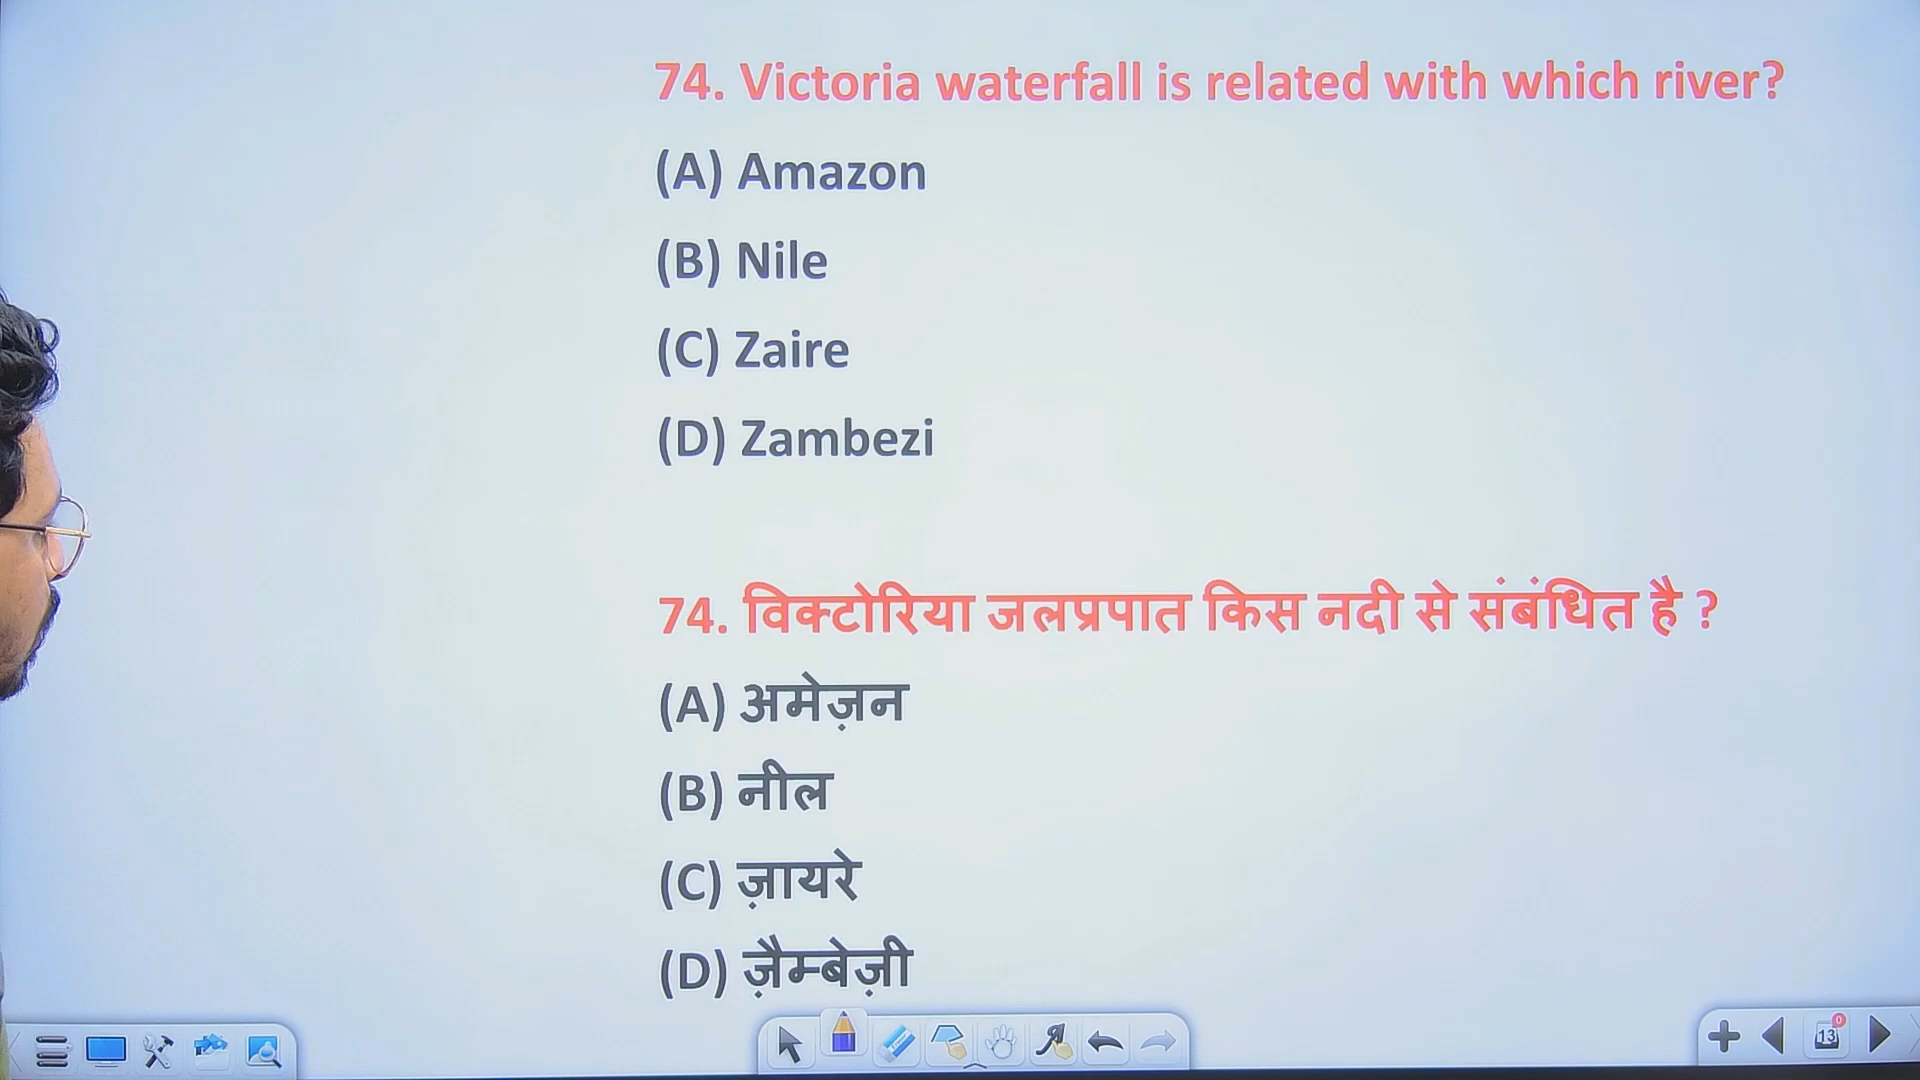 74. Victoria waterfall is related with which river?
(A) Amazon
(B) Nile
(C) Zaire
(D) Zambezi
74. विक्टोरिया जलप्रपात किस नदी से संबंधित है ?
(A) अमेज़न
(B) नील
(C) ज़ायरे
(D) ज़ैम्बेज़ी
13
0